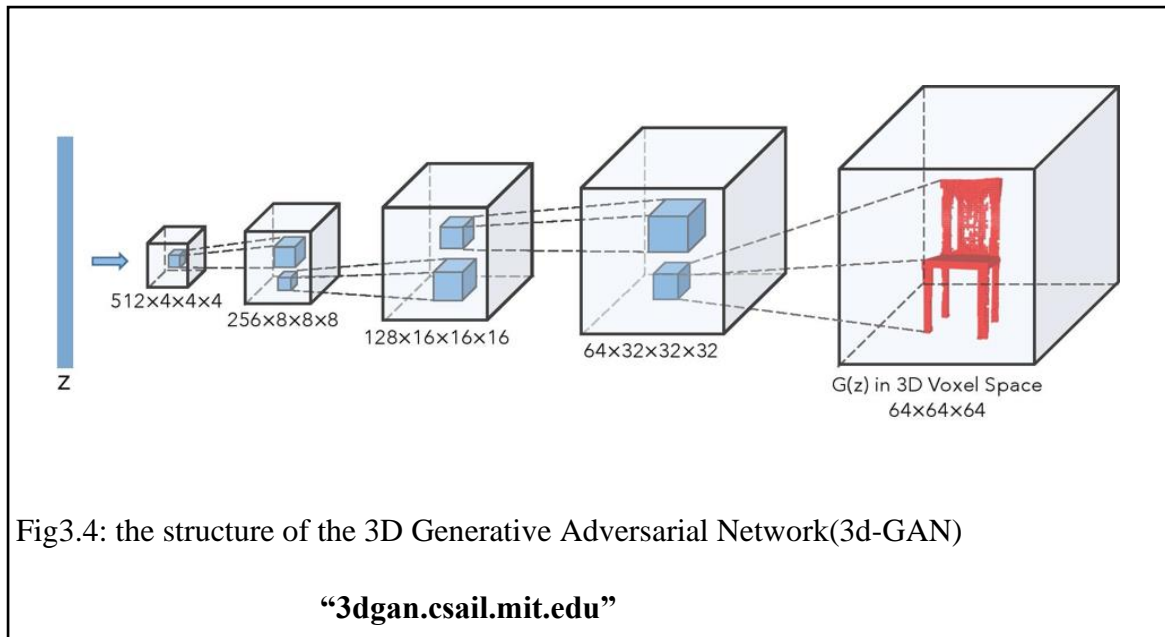 z
512×4×4×4
256×8×8×8
128×16×16×16
64×32×32×32
G(z) in 3D Voxel Space
64×64×64
Fig3.4: the structure of the 3D Generative Adversarial Network(3d-GAN)
“3dgan.csail.mit.edu”